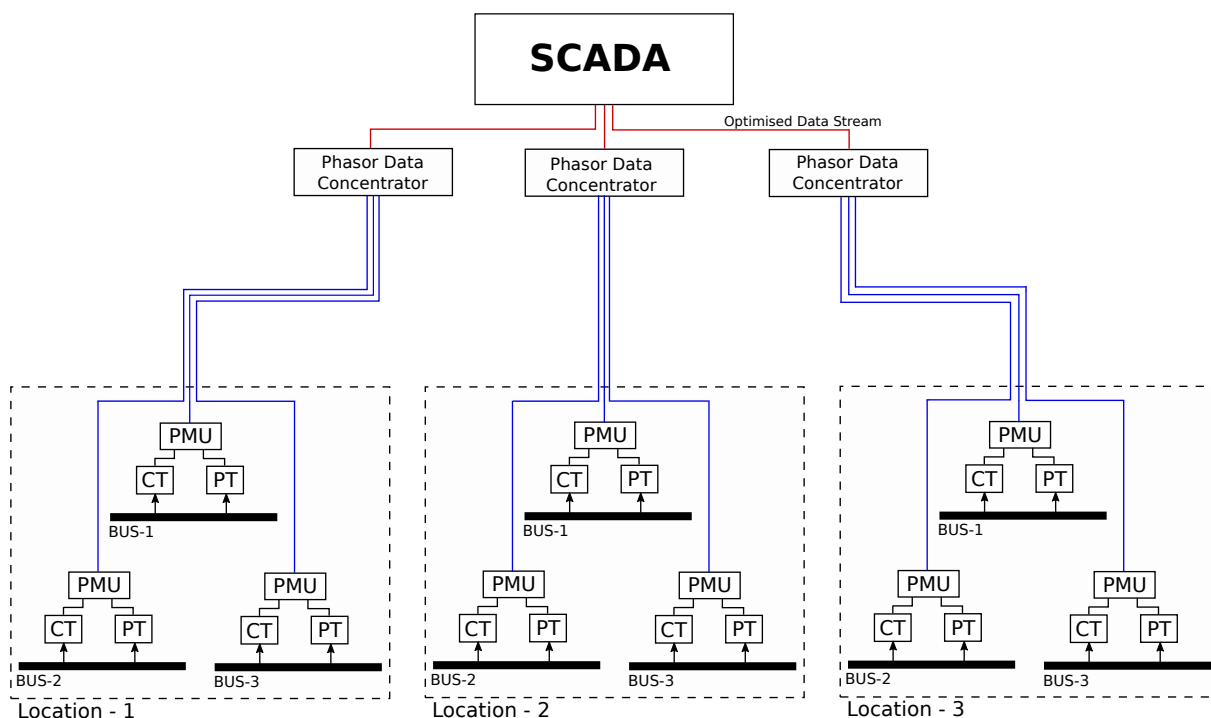 SCADA
Optimised Data Stream
Phasor Data
Concentrator
Phasor Data
Concentrator
Phasor Data
Concentrator
PMU
CT
PT
BUS-1
PMU
CT
PT
BUS-2
PMU
CT
PT
BUS-3
Location - 1
PMU
CT
PT
BUS-1
PMU
CT
PT
BUS-2
PMU
CT
PT
BUS-3
Location - 2
PMU
CT
PT
BUS-1
PMU
CT
PT
BUS-2
PMU
CT
PT
BUS-3
Location - 3